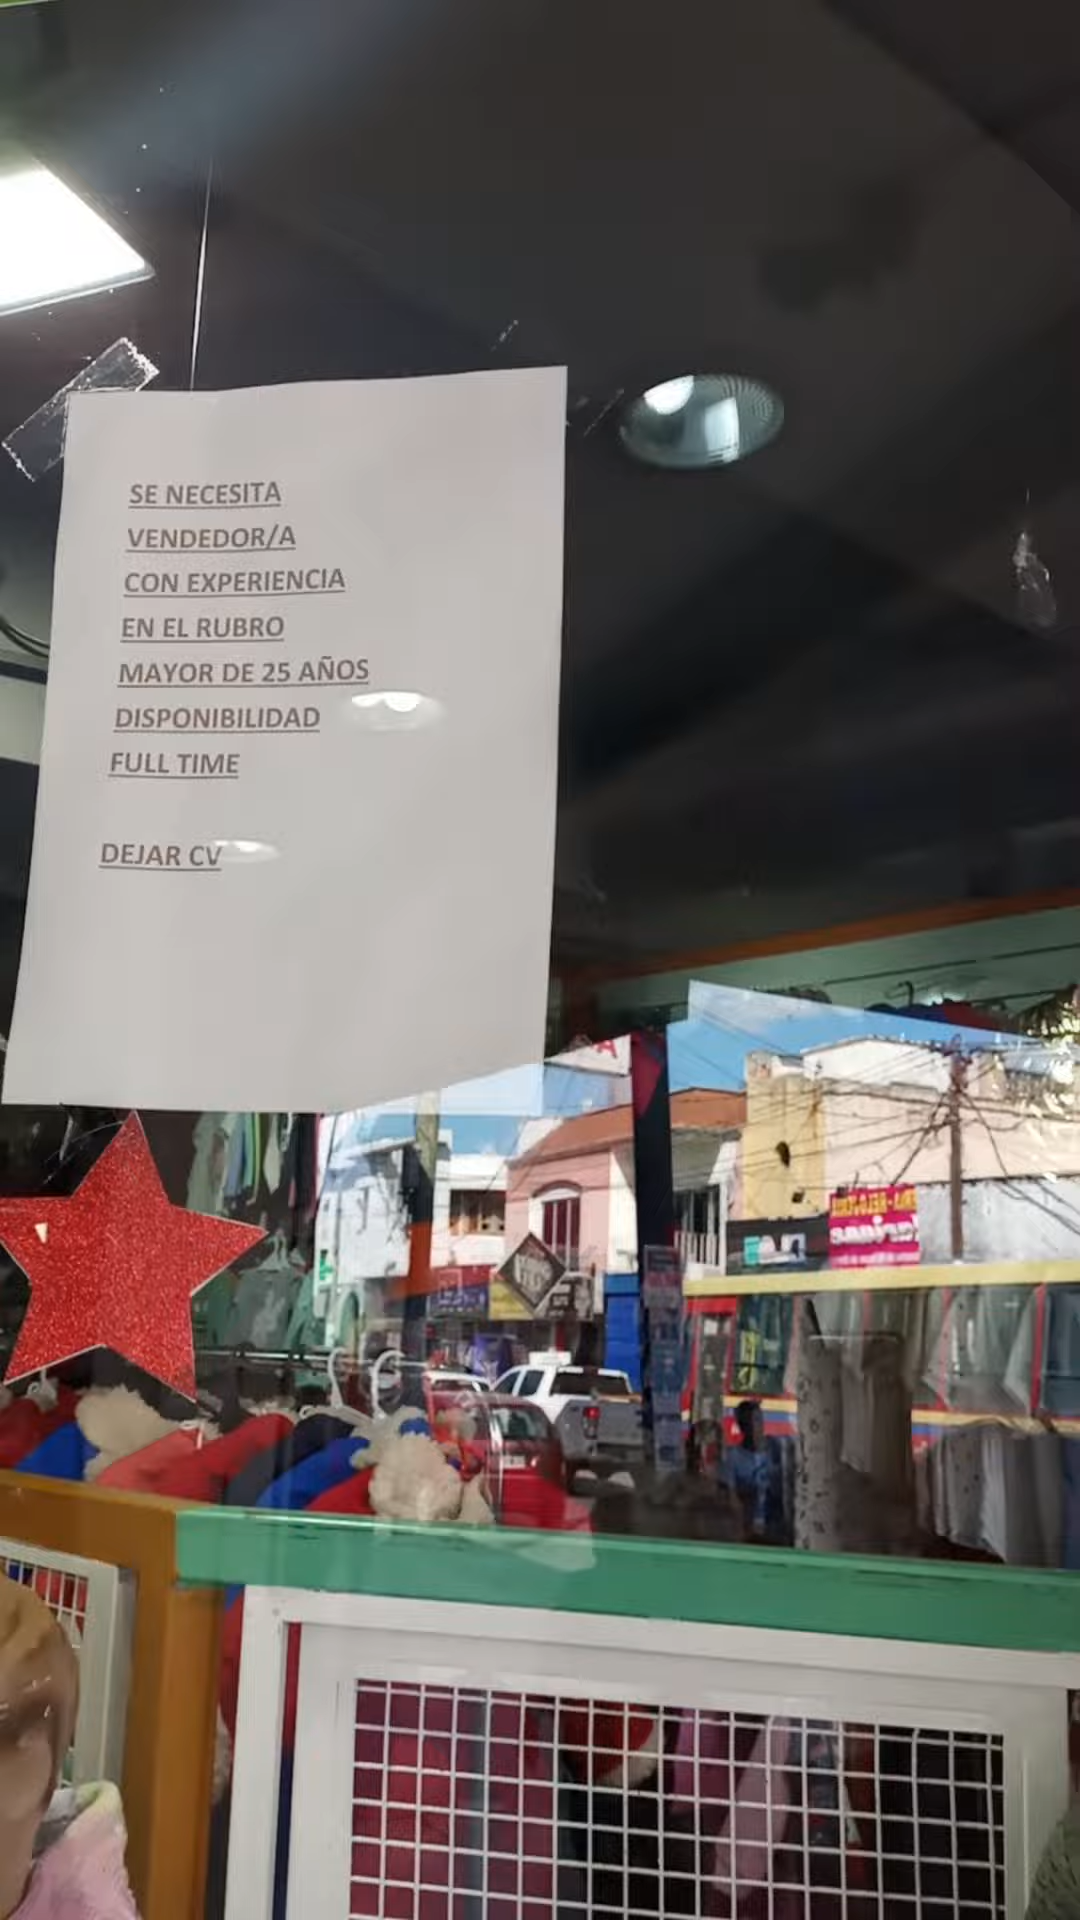 SE NECESITA
VENDEDOR/A
CON EXPERIENCIA
EN EL RUBRO
MAYOR DE 25 AÑOS
DISPONIBILIDAD
FULL TIME
DEJAR CV